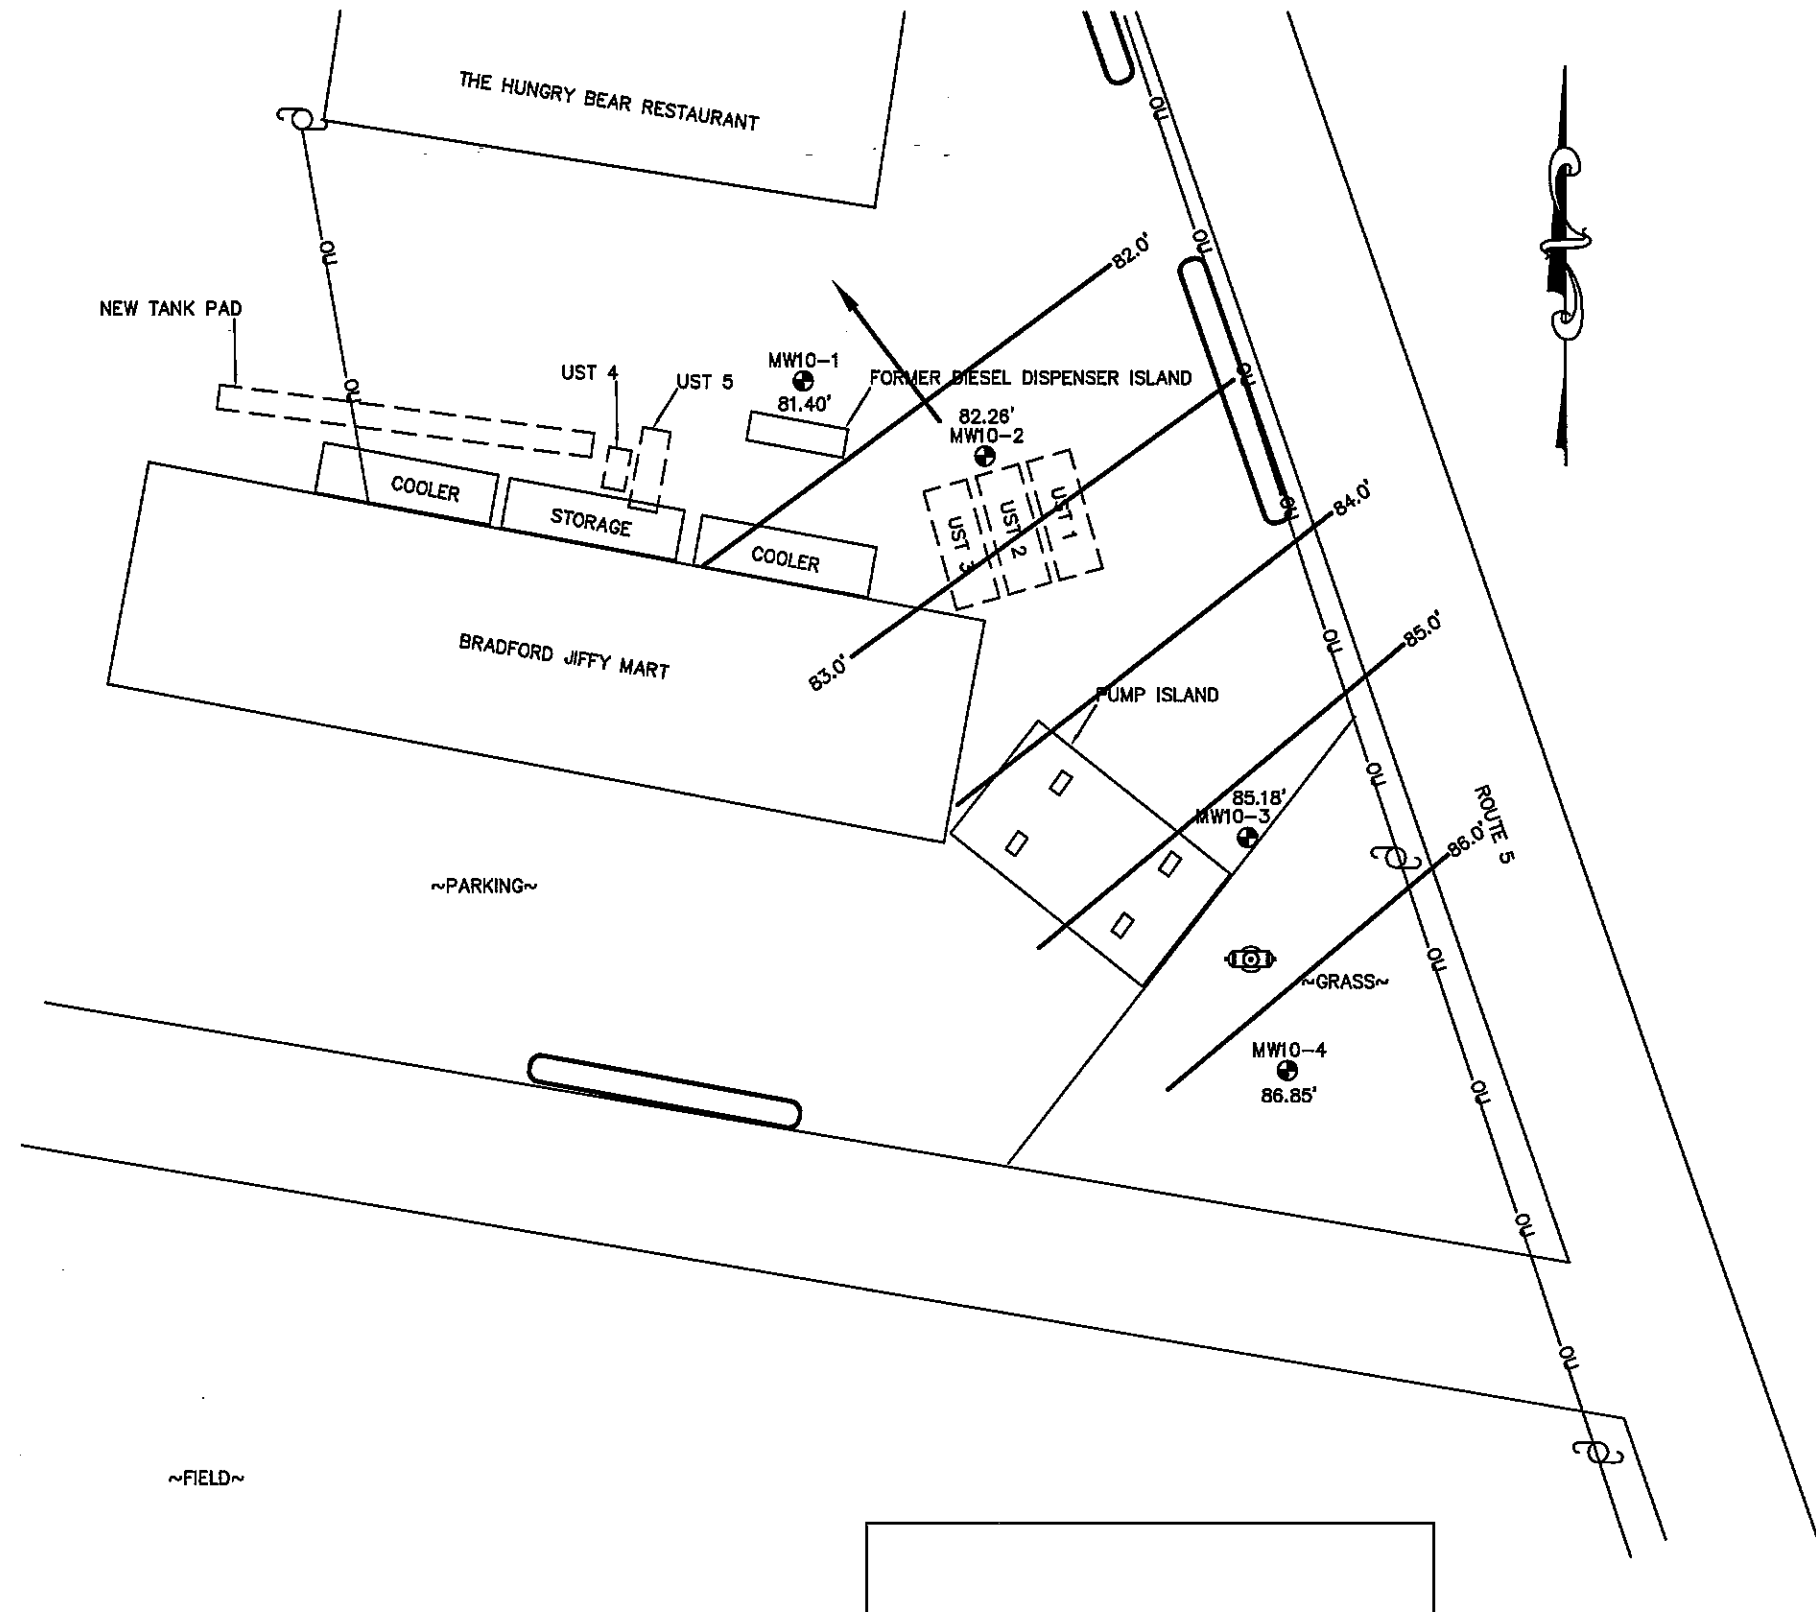 THE HUNGRY BEAR RESTAURANT
OU
OU
OU
82.0'
NEW TANK PAD
UST 4
UST 5
MW10-1
81.40'
FORMER DIESEL DISPENSER ISLAND
82.26'
MW10-2
OU
OU
COOLER
STORAGE
COOLER
UST 3
UST 2
UST 1
OU
84.0'
BRADFORD JIFFY MART
83.0'
OU
85.0'
PUMP ISLAND
OU
85.18'
MW10-3
ROUTE 5
86.0'
~PARKING~
OU
~GRASS~
MW10-4
86.85'
OU
OU
OU
~FIELD~